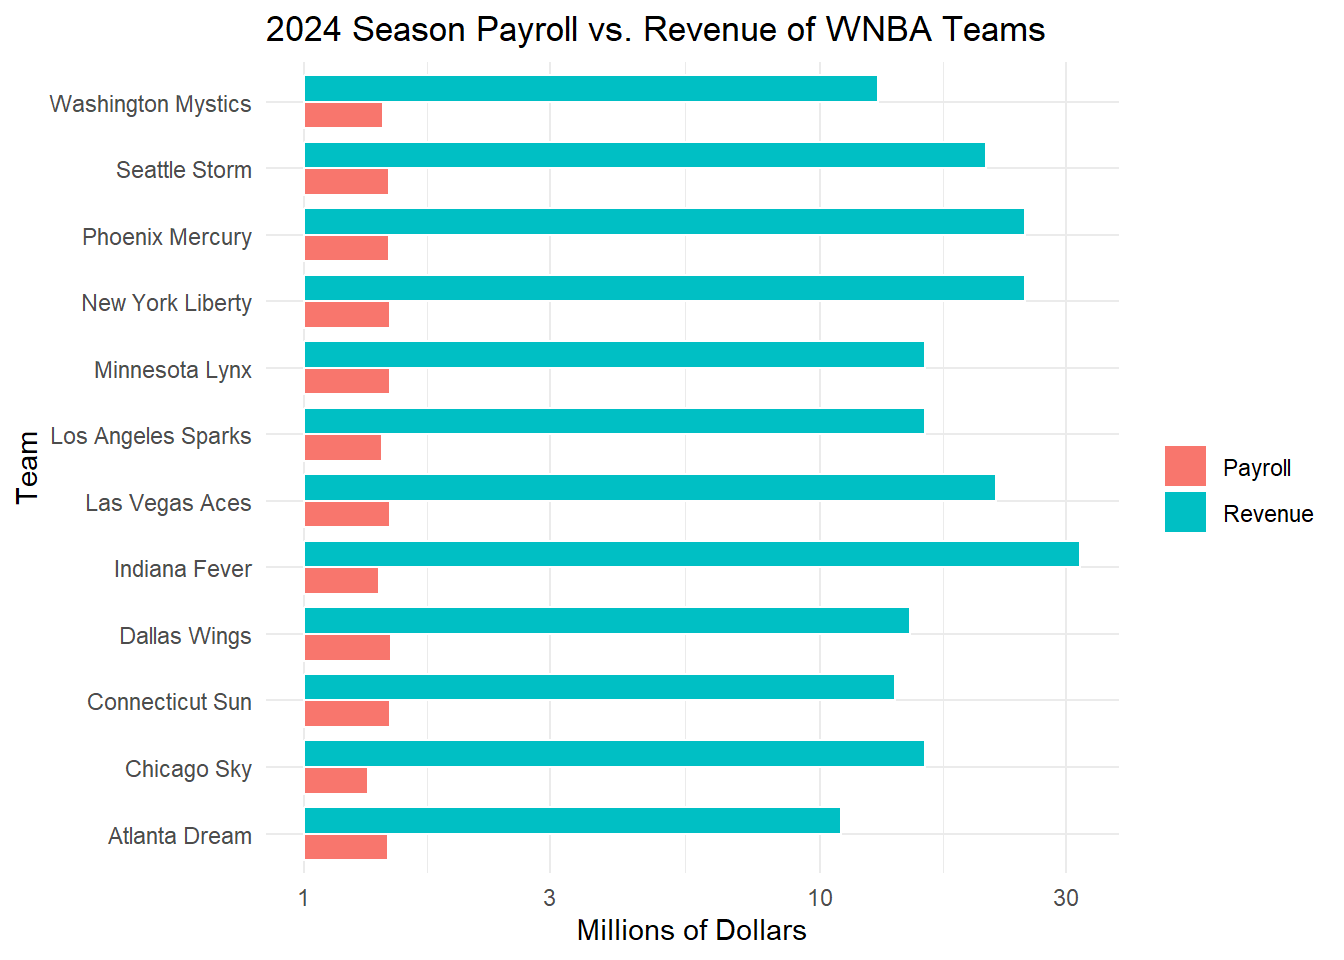 2024 Season Payroll vs. Revenue of WNBA Teams
Team
Washington Mystics
Seattle Storm
Phoenix Mercury
New York Liberty
Minnesota Lynx
Los Angeles Sparks
Las Vegas Aces
Indiana Fever
Dallas Wings
Connecticut Sun
Chicago Sky
Atlanta Dream
1 3 10 30
Millions of Dollars
Payroll
Revenue